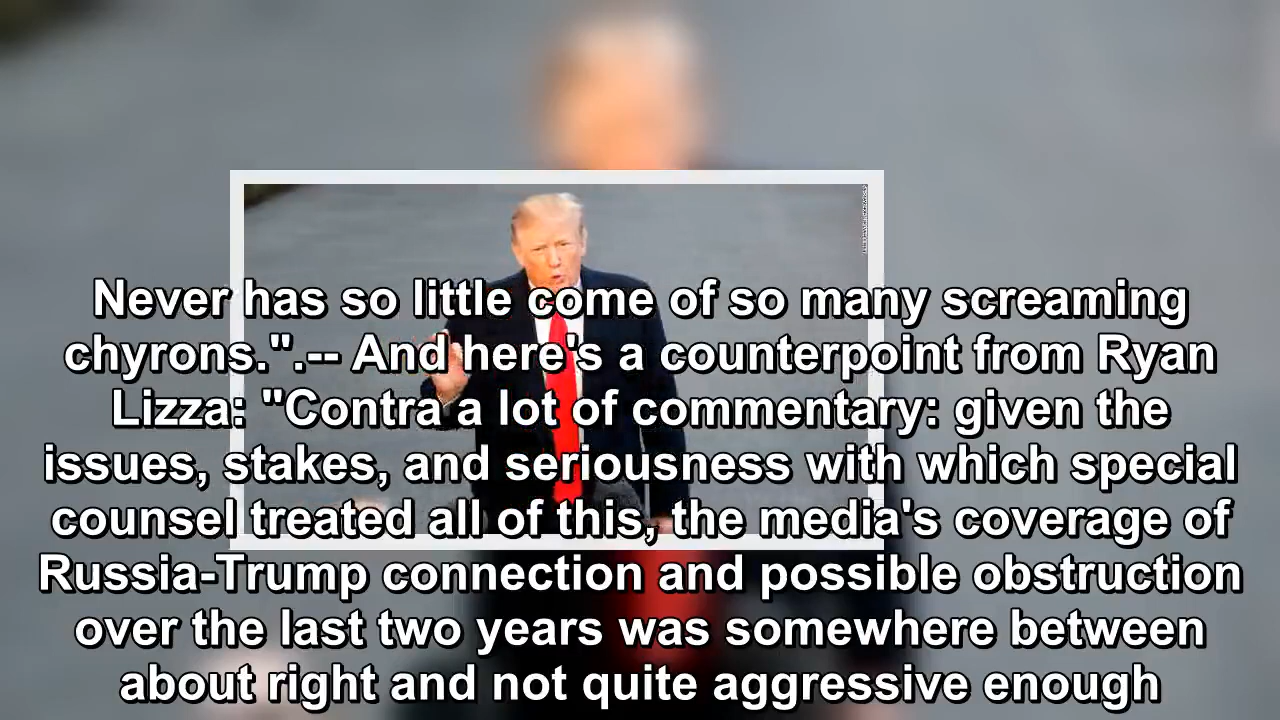 Never has so little come of so many screaming
chyrons.".-- And here's a counterpoint from Ryan
Lizza: "Contra a lot of commentary: given the
issues, stakes, and seriousness with which special
counsel treated all of this, the media's coverage of
Russia-Trump connection and possible obstruction
over the last two years was somewhere between
about right and not quite aggressive enough